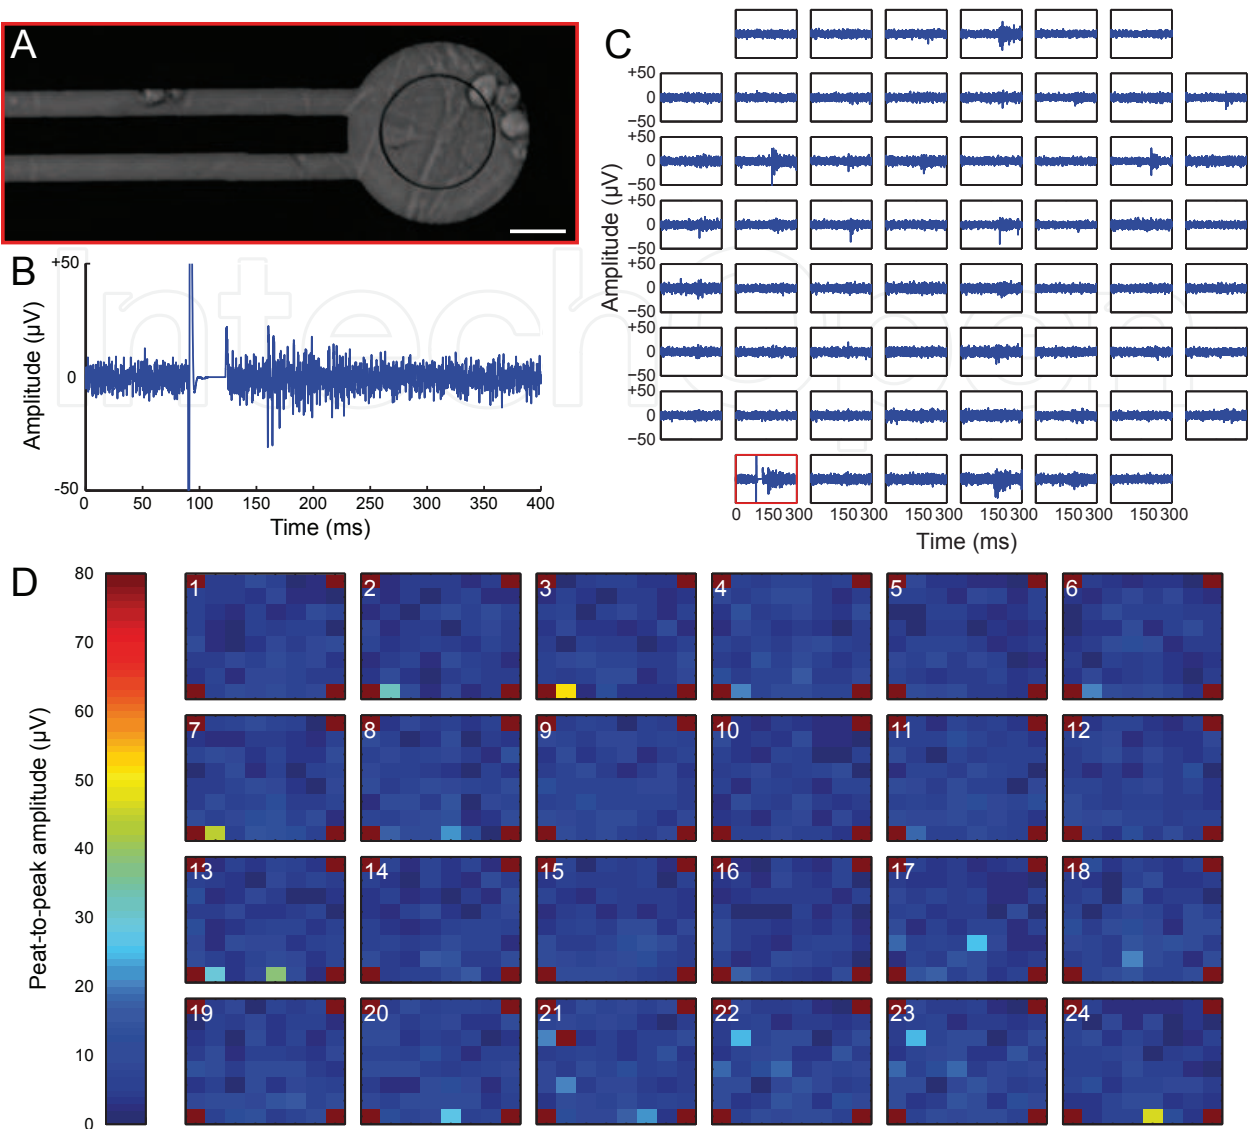 A
B
+50
0
-50
Amplitude (µV)
0 50 100 150 200 250 300 350 400
Time (ms)
C
+50
0
−50
+50
0
−50
+50
0
−50
+50
0
−50
+50
0
−50
+50
0
−50
Amplitude (µV)
0 150 300 150 300 150 300 150 300 150 300 150 300
Time (ms)
Intech Open
D
80
70
60
50
40
30
20
10
0
Peat-to-peak amplitude (µV)
1 2 3 4 5 6
7 8 9 10 11 12
13 14 15 16 17 18
19 20 21 22 23 24